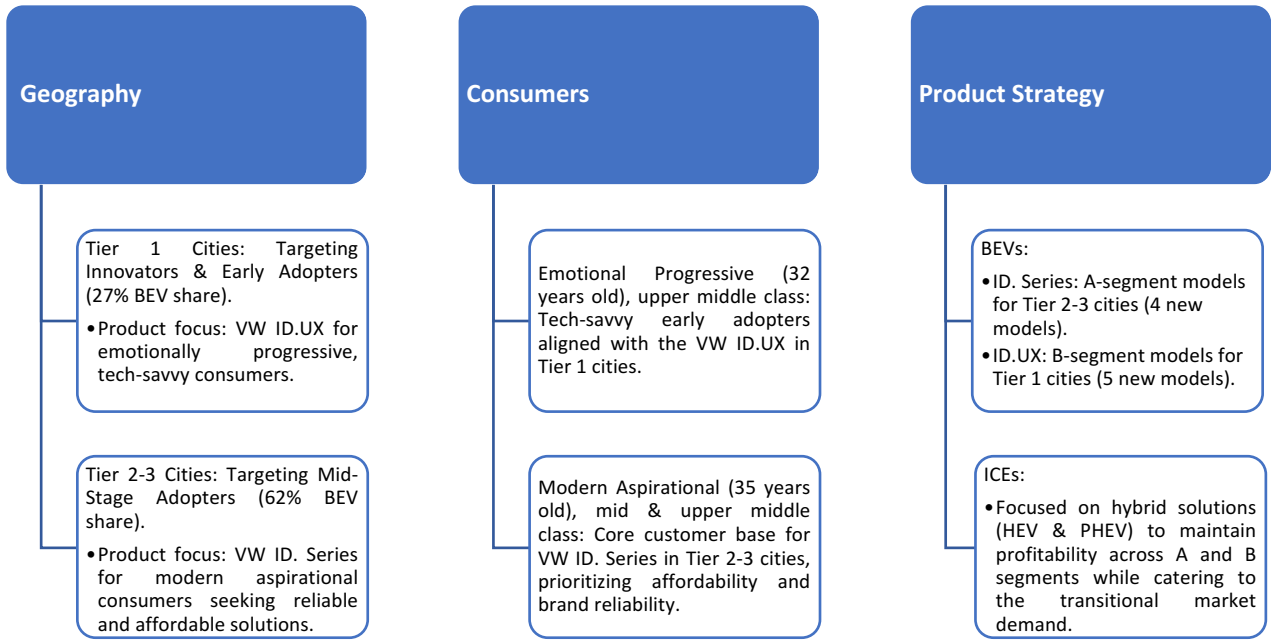 Geography
Tier 1 Cities: Targeting
Innovators & Early Adopters
(27% BEV share).
•Product focus: VW ID.UX for
emotionally progressive,
tech-savvy consumers.
Tier 2-3 Cities: Targeting Mid-
Stage Adopters (62% BEV
share).
•Product focus: VW ID. Series
for modern aspirational
consumers seeking reliable
and affordable solutions.
Consumers
Emotional Progressive (32
years old), upper middle class:
Tech-savvy early adopters
aligned with the VW ID.UX in
Tier 1 cities.
Modern Aspirational (35 years
old), mid & upper middle
class: Core customer base for
VW ID. Series in Tier 2-3 cities,
prioritizing affordability and
brand reliability.
Product Strategy
BEVs:
•ID. Series: A-segment models
for Tier 2-3 cities (4 new
models).
•ID.UX: B-segment models for
Tier 1 cities (5 new models).
ICEs:
•Focused on hybrid solutions
(HEV & PHEV) to maintain
profitability across A and B
segments while catering to
the transitional market
demand.